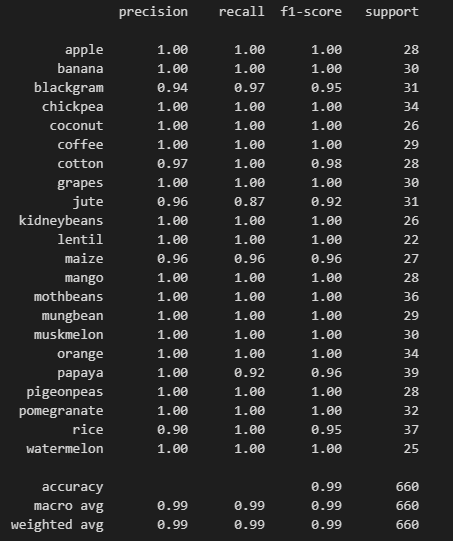 precision recall f1-score support
apple 1.00 1.00 1.00 28
banana 1.00 1.00 1.00 30
blackgram 0.94 0.97 0.95 31
chickpea 1.00 1.00 1.00 34
coconut 1.00 1.00 1.00 26
coffee 1.00 1.00 1.00 29
cotton 0.97 1.00 0.98 28
grapes 1.00 1.00 1.00 30
jute 0.96 0.87 0.92 31
kidneybeans 1.00 1.00 1.00 26
lentil 1.00 1.00 1.00 22
maize 0.96 0.96 0.96 27
mango 1.00 1.00 1.00 28
mothbeans 1.00 1.00 1.00 36
mungbean 1.00 1.00 1.00 29
muskmelon 1.00 1.00 1.00 30
orange 1.00 1.00 1.00 34
papaya 1.00 0.92 0.96 39
pigeonpeas 1.00 1.00 1.00 28
pomegranate 1.00 1.00 1.00 32
rice 0.90 1.00 0.95 37
watermelon 1.00 1.00 1.00 25
accuracy 0.99 660
macro avg 0.99 0.99 0.99 660
weighted avg 0.99 0.99 0.99 660